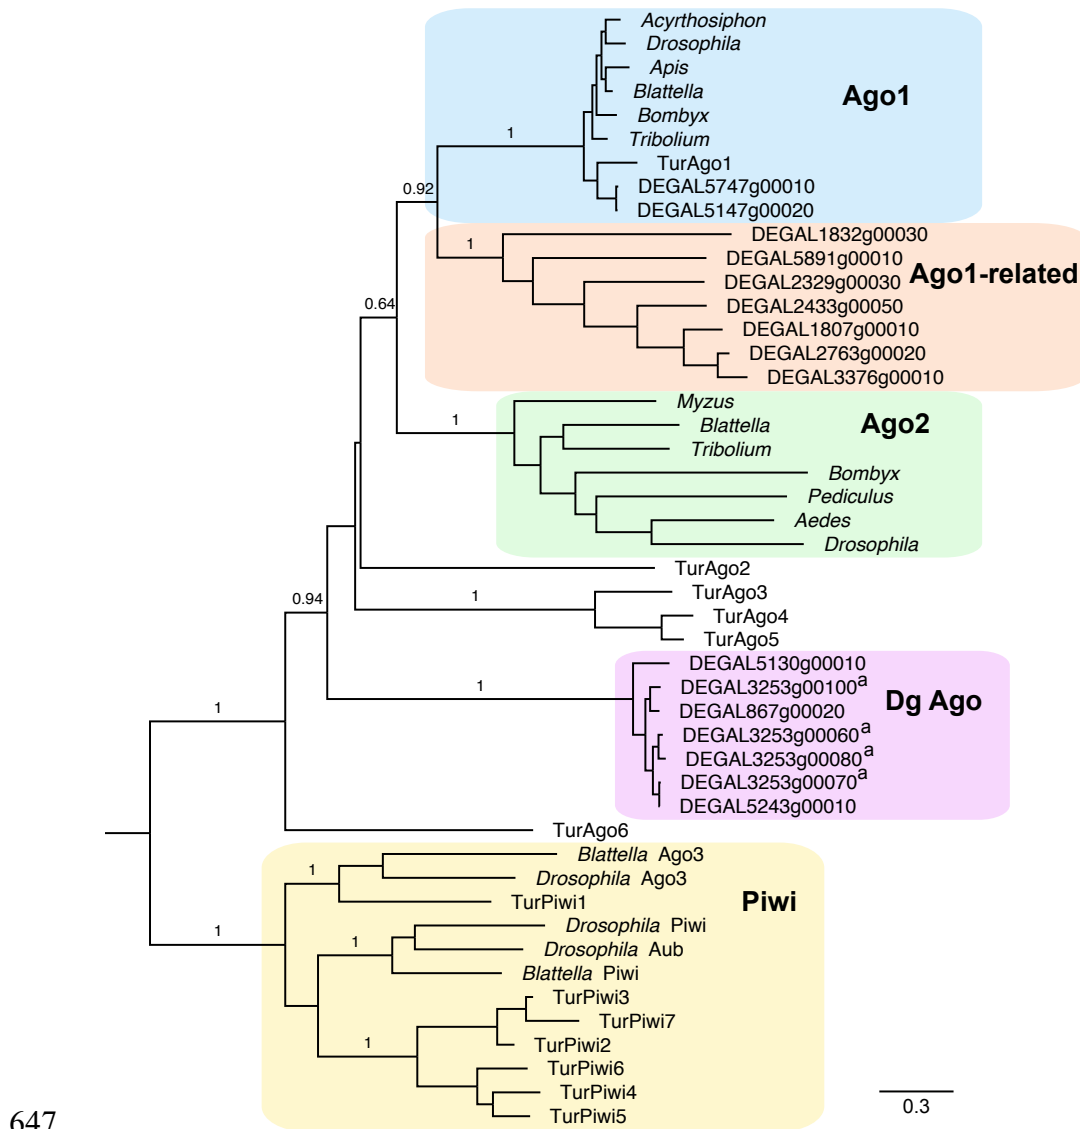 Acyrthosiphon
Drosophila
Apis
Ago1
Blattella
Bombyx
1
Tribolium
TurAgo1
DEGAL5747g00010
0.92
DEGAL5147g00020
DEGAL1832g00030
1
DEGAL5891g00010
Ago1-related
DEGAL2329g00030
0.64
DEGAL2433g00050
DEGAL1807g00010
DEGAL2763g00020
DEGAL3376g00010
Myzus
1
Blattella
Ago2
Tribolium
Bombyx
Pediculus
Aedes
Drosophila
TurAgo2
TurAgo3
0.94
1
TurAgo4
TurAgo5
DEGAL5130g00010
1
DEGAL3253g00100a
Dg Ago
DEGAL867g00020
1
DEGAL3253g00060a
DEGAL3253g00080a
DEGAL3253g00070a
DEGAL5243g00010
TurAgo6
Blattella Ago3
1
Drosophila Ago3
TurPiwi1
Piwi
Drosophila Piwi
1
1
Drosophila Aub
Blattella Piwi
TurPiwi3
TurPiwi7
TurPiwi2
1
TurPiwi6
TurPiwi4
TurPiwi5
0.3
647